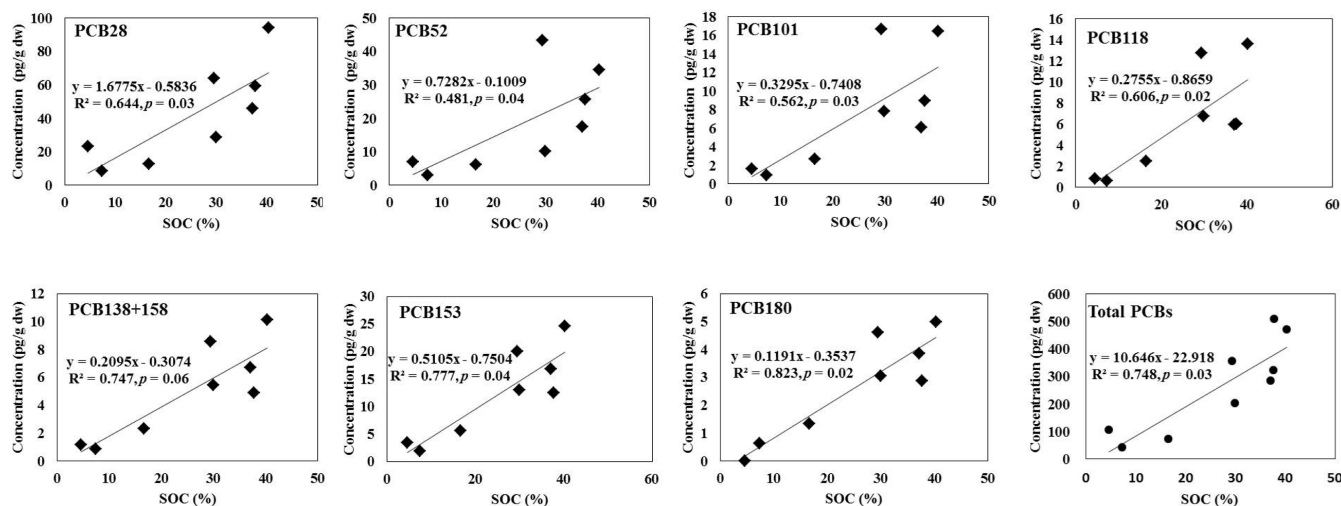 PCB28
Concentration (pg/g dw)
100
80
60
40
20
0
y = 1.6775x - 0.5836
R² = 0.644, p = 0.03
0 10 20 30 40 50
SOC (%)
PCB52
Concentration (pg/g dw)
50
40
30
20
10
0
y = 0.7282x - 0.1009
R² = 0.481, p = 0.04
0 10 20 30 40 50
SOC (%)
PCB101
Concentration (pg/g dw)
18
16
14
12
10
8
6
4
2
0
y = 0.3295x - 0.7408
R² = 0.562, p = 0.03
0 10 20 30 40 50
SOC (%)
PCB118
Concentration (pg/g dw)
16
14
12
10
8
6
4
2
0
y = 0.2755x - 0.8659
R² = 0.606, p = 0.02
0 20 40 60
SOC (%)
PCB138+158
Concentration (pg/g dw)
12
10
8
6
4
2
0
y = 0.2095x - 0.3074
R² = 0.747, p = 0.06
0 10 20 30 40 50
SOC (%)
PCB153
Concentration (pg/g dw)
30
25
20
15
10
5
0
y = 0.5105x - 0.7504
R² = 0.777, p = 0.04
0 20 40 60
SOC (%)
PCB180
Concentration (pg/g dw)
6
5
4
3
2
1
0
y = 0.1191x - 0.3537
R² = 0.823, p = 0.02
0 10 20 30 40 50
SOC (%)
Total PCBs
Concentration (pg/g dw)
600
500
400
300
200
100
0
y = 10.646x - 22.918
R² = 0.748, p = 0.03
0 10 20 30 40 50
SOC (%)